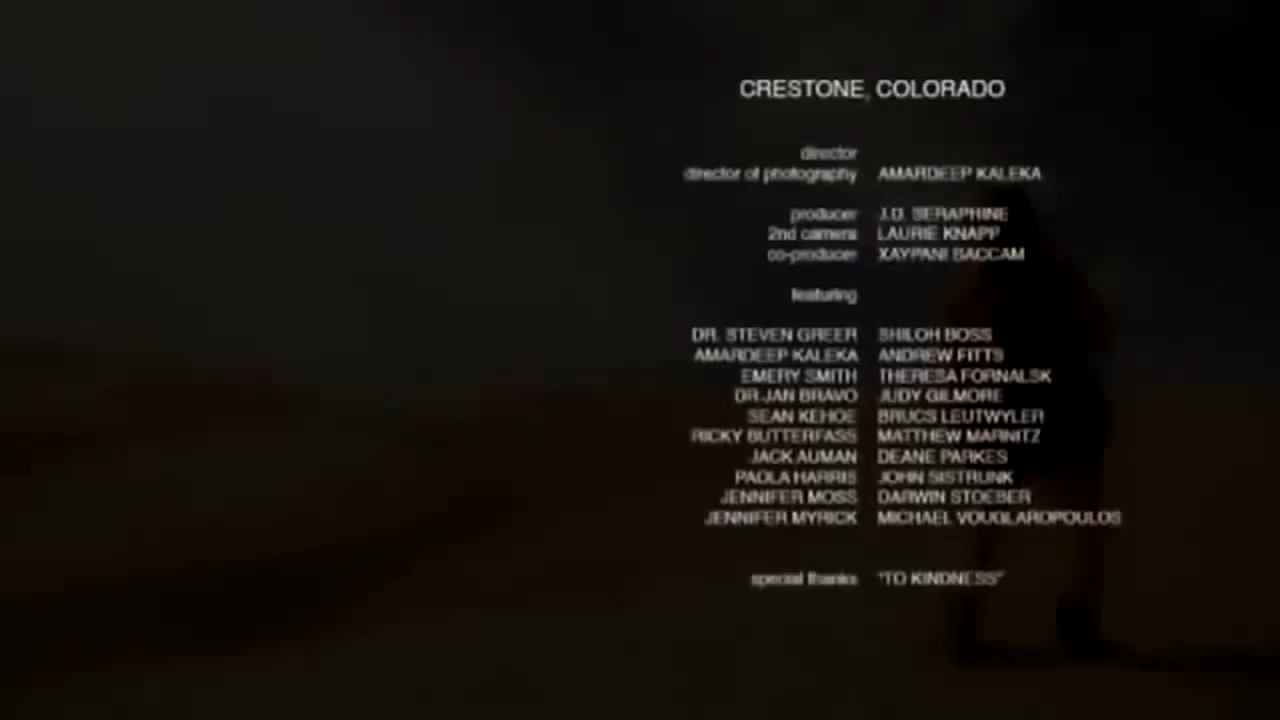 CRESTONE, COLORADO
director
director of photography AMARDEEP KALEKA
producer J.D. SERAPHINE
2nd camera LAURIE KNAPP
co-producer XAYPANI BACCAM
featuring
DR. STEVEN GREER SHILOH BOSS
AMARDEEP KALEKA ANDREW FITTS
EMERY SMITH THERESA FORNALSK
DR JAN BRAVO JUDY GILMORE
SEAN KEHOE BRUCS LEUTWYLER
RICKY BUTTERFASS MATTHEW MARNITZ
JACK AUMAN DEANE PARKES
PAOLA HARRIS JOHN SISTRUNK
JENNIFER MOSS DARWIN STOEBER
JENNIFER MYRICK MICHAEL VOUGLAROPOULOS
special thanks "TO KINDNESS"